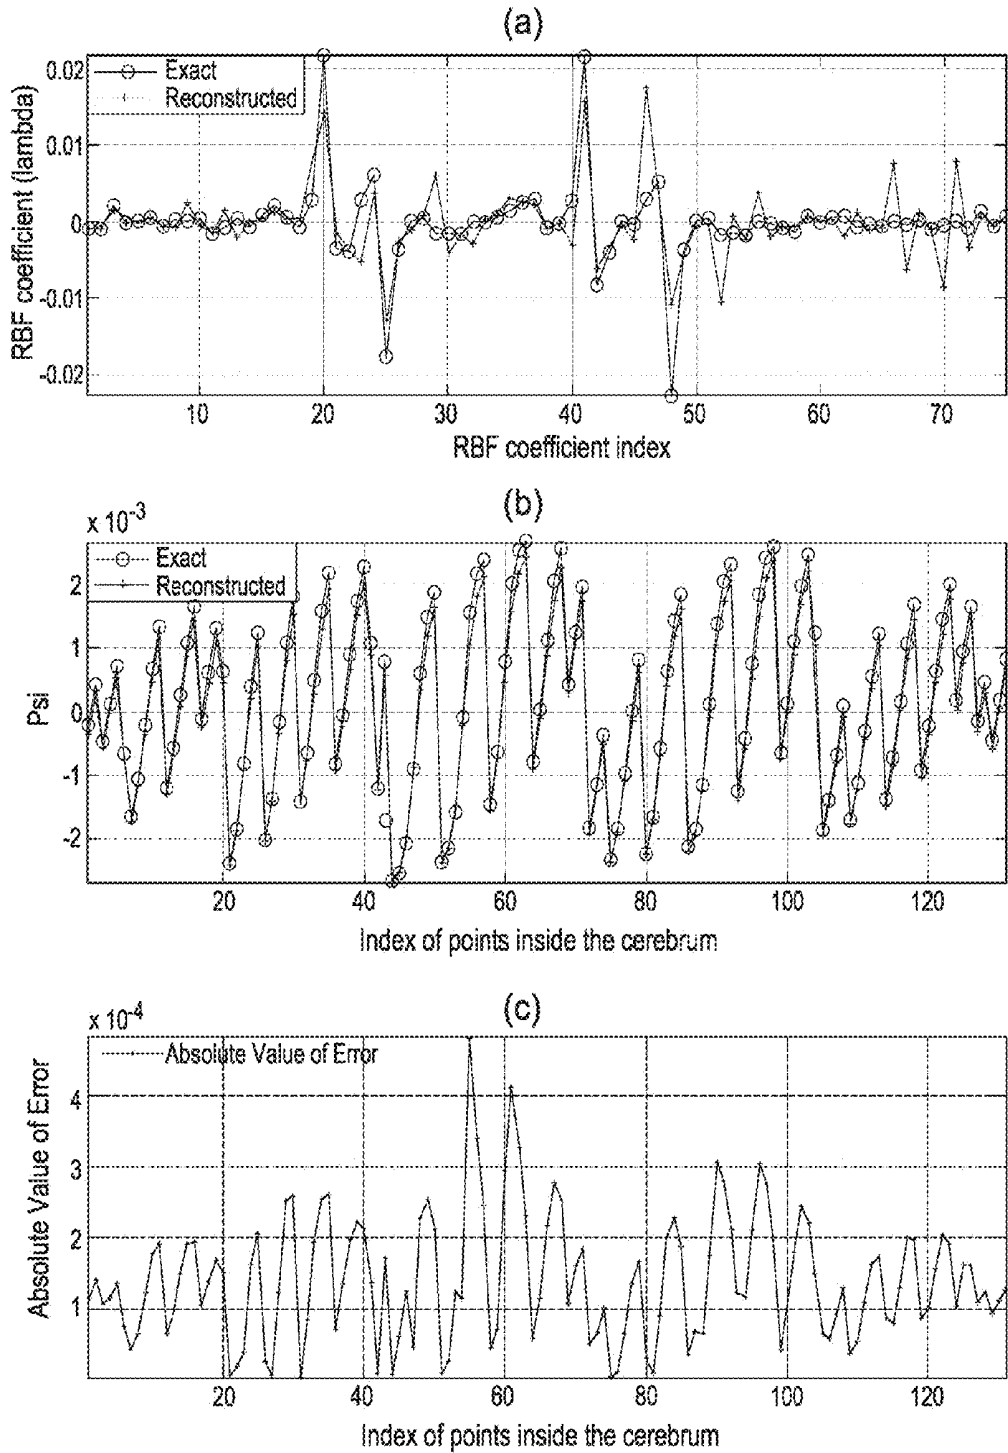 (a)
0.02
0.01
0
-0.01
-0.02
RBF coefficient (lambda)
Exact
Reconstructed
10 20 30 40 50 60 70
RBF coefficient index
(b)
x 10-3
2
1
0
-1
-2
Psi
Exact
Reconstructed
20 40 60 80 100 120
Index of points inside the cerebrum
(c)
x 10-4
4
3
2
1
Absolute Value of Error
Absolute Value of Error
20 40 60 80 100 120
Index of points inside the cerebrum